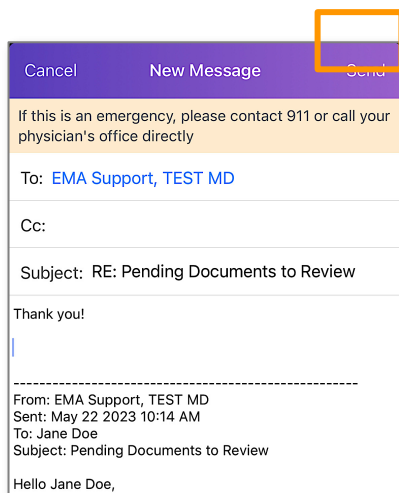 Cancel New Message Send
If this is an emergency, please contact 911 or call your
physician's office directly
To: EMA Support, TEST MD
Cc:
Subject: RE: Pending Documents to Review
Thank you!
------------------------------------------------------
From: EMA Support, TEST MD
Sent: May 22 2023 10:14 AM
To: Jane Doe
Subject: Pending Documents to Review
Hello Jane Doe,